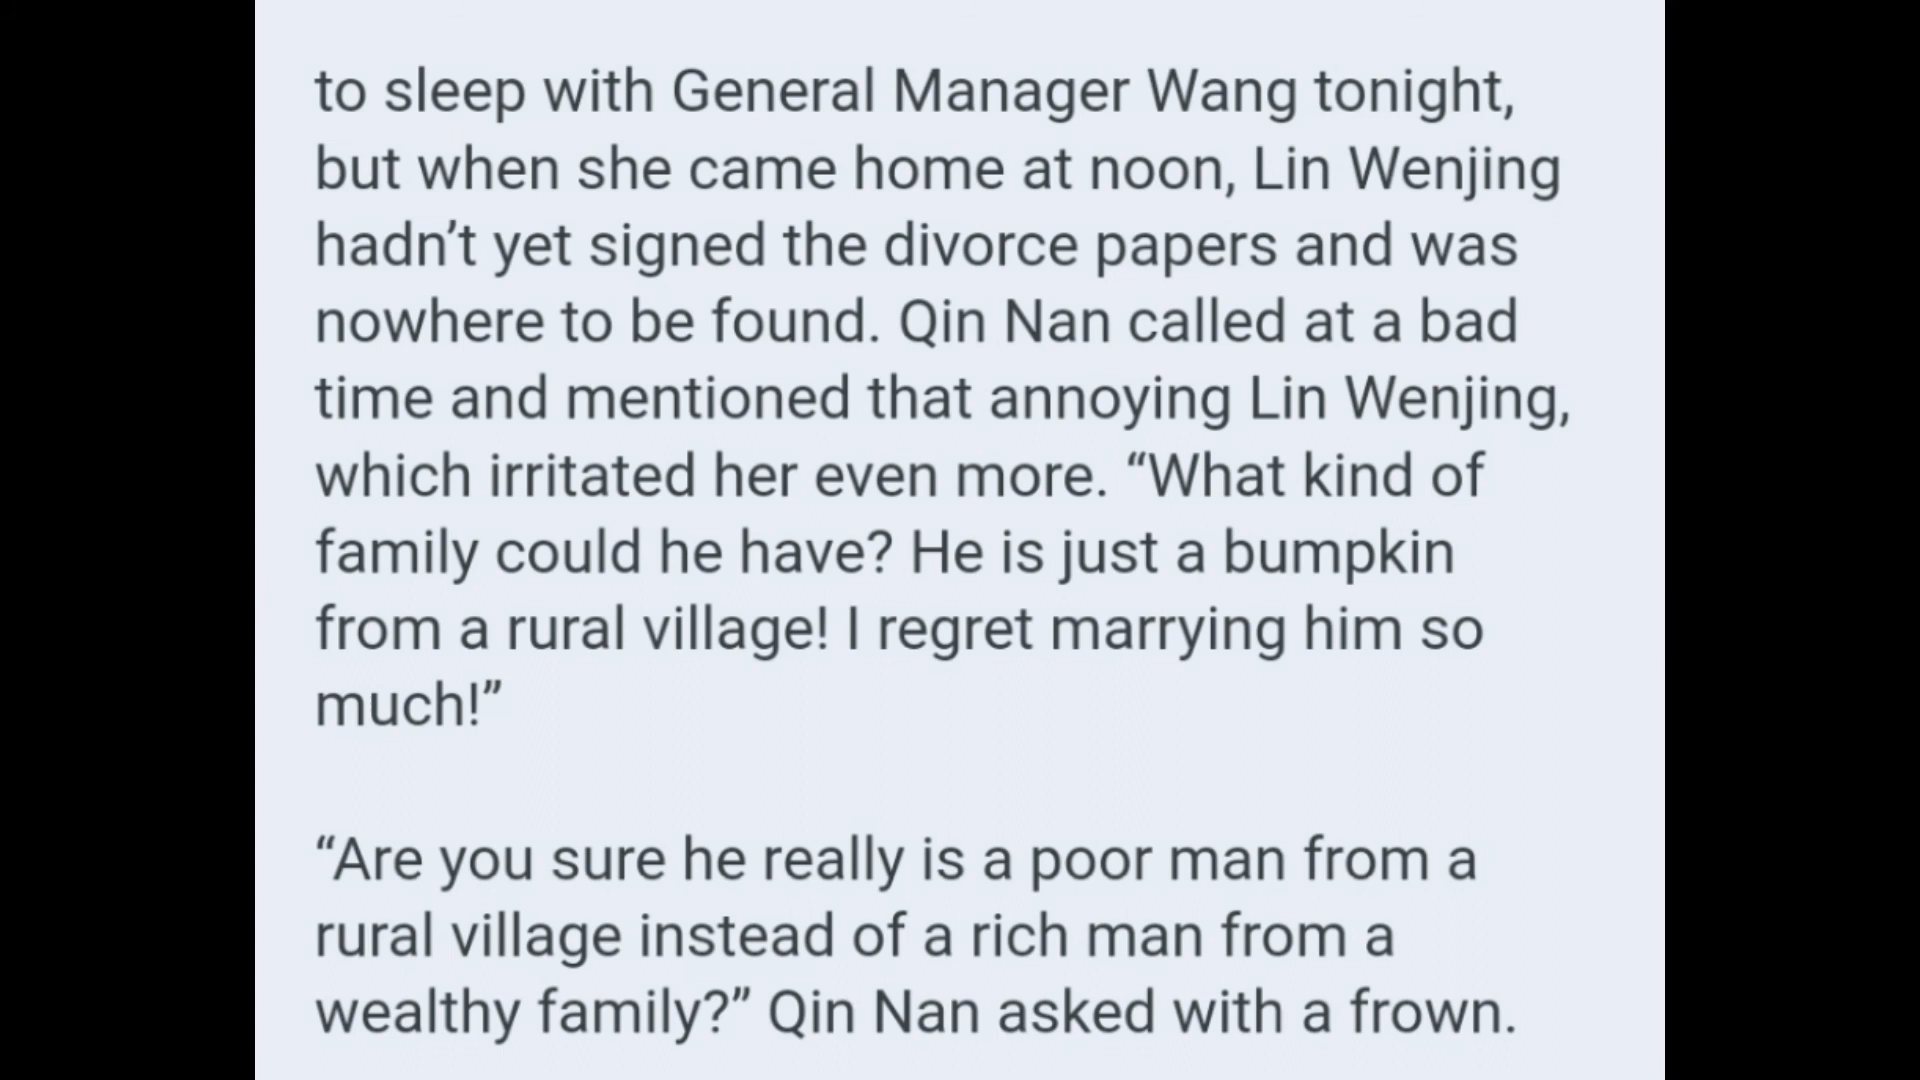 to sleep with General Manager Wang tonight,
but when she came home at noon, Lin Wenjing
hadn’t yet signed the divorce papers and was
nowhere to be found. Qin Nan called at a bad
time and mentioned that annoying Lin Wenjing,
which irritated her even more. “What kind of
family could he have? He is just a bumpkin
from a rural village! I regret marrying him so
much!”
“Are you sure he really is a poor man from a
rural village instead of a rich man from a
wealthy family?” Qin Nan asked with a frown.